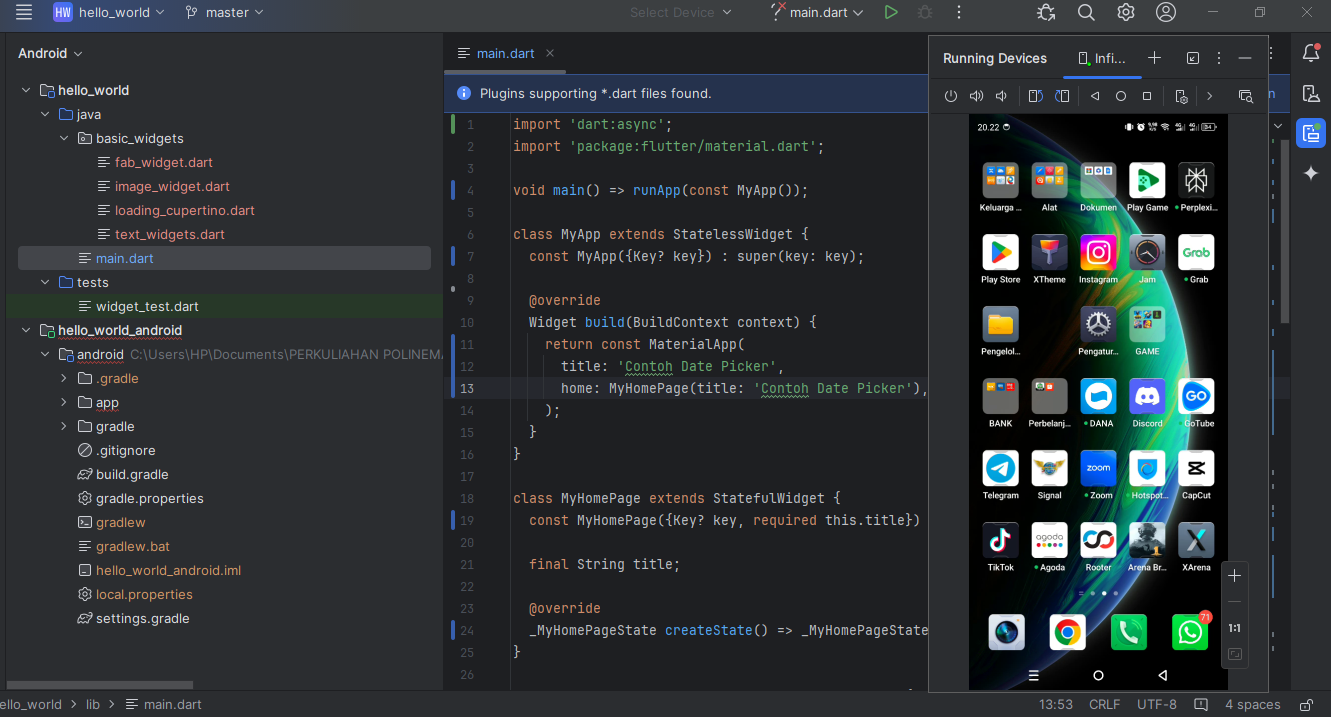 HW hello_world master Select Device main.dart
Android
hello_world
java
basic_widgets
fab_widget.dart
image_widget.dart
loading_cupertino.dart
text_widgets.dart
main.dart
tests
widget_test.dart
hello_world_android
android C:\Users\HP\Documents\PERKULIAHAN POLINEMA
.gradle
app
gradle
.gitignore
build.gradle
gradle.properties
gradlew
gradlew.bat
hello_world_android.iml
local.properties
settings.gradle
main.dart
Plugins supporting *.dart files found.
1 import 'dart:async';
2 import 'package:flutter/material.dart';
3
4 void main() => runApp(const MyApp());
5
6 class MyApp extends StatelessWidget {
7 const MyApp({Key? key}) : super(key: key);
8
9 @override
10 Widget build(BuildContext context) {
11 return const MaterialApp(
12 title: 'Contoh Date Picker',
13 home: MyHomePage(title: 'Contoh Date Picker'),
14 );
15 }
16 }
17
18 class MyHomePage extends StatefulWidget {
19 const MyHomePage({Key? key, required this.title})
20
21 final String title;
22
23 @override
24 _MyHomePageState createState() => _MyHomePageState
25 }
26
Running Devices Infi...
20.22
Keluarga ... Alat Dokumen Play Game Perplexi...
Play Store XTheme Instagram Jam Grab
Grab
Pengelol... Pengatur... GAME
GO
BANK Perbelanj... DANA Discord GoTube
zoom
Telegram Signal Zoom Hotspot... CapCut
agoda
TikTok Agoda Rooter Arena Br... XArena
71
1:1
ello_world > lib > main.dart 13:53 CRLF UTF-8 4 spaces